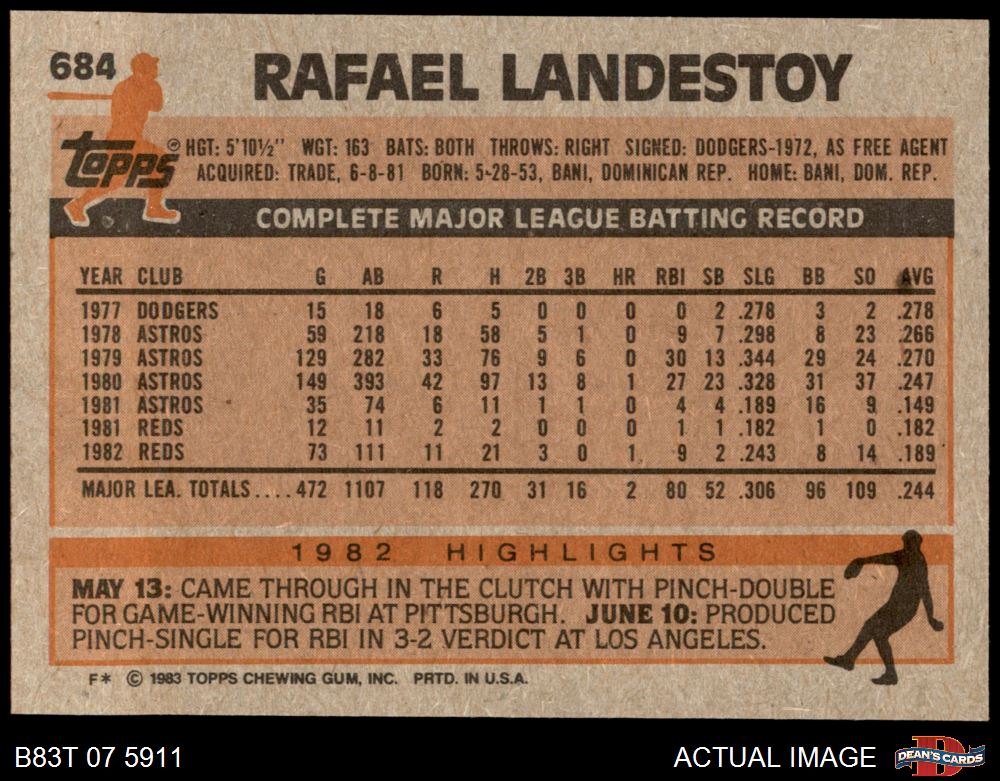 684 RAFAEL LANDESTOY
topps ® HGT: 5'10½" WGT: 163 BATS: BOTH THROWS: RIGHT SIGNED: DODGERS-1972, AS FREE AGENT
ACQUIRED: TRADE, 6-8-81 BORN: 5-28-53, BANI, DOMINICAN REP. HOME: BANI, DOM. REP.
COMPLETE MAJOR LEAGUE BATTING RECORD
YEAR CLUB G AB R H 2B 3B HR RBI SB SLG BB SO AVG
1977 DODGERS 15 18 6 5 0 0 0 0 2 .278 3 2 .278
1978 ASTROS 59 218 18 58 5 1 0 9 7 .298 8 23 .266
1979 ASTROS 129 282 33 76 9 6 0 30 13 .344 29 24 .270
1980 ASTROS 149 393 42 97 13 8 1 27 23 .328 31 37 .247
1981 ASTROS 35 74 6 11 1 1 0 4 4 .189 16 9 .149
1981 REDS 12 11 2 2 0 0 0 1 1 .182 1 0 .182
1982 REDS 73 111 11 21 3 0 1 9 2 .243 8 14 .189
MAJOR LEA. TOTALS....472 1107 118 270 31 16 2 80 52 .306 96 109 .244
1982 HIGHLIGHTS
MAY 13: CAME THROUGH IN THE CLUTCH WITH PINCH-DOUBLE
FOR GAME-WINNING RBI AT PITTSBURGH. JUNE 10: PRODUCED
PINCH-SINGLE FOR RBI IN 3-2 VERDICT AT LOS ANGELES.
F* © 1983 TOPPS CHEWING GUM, INC. PRTD. IN U.S.A.
B83T 07 5911 ACTUAL IMAGE DEAN'S CARDS